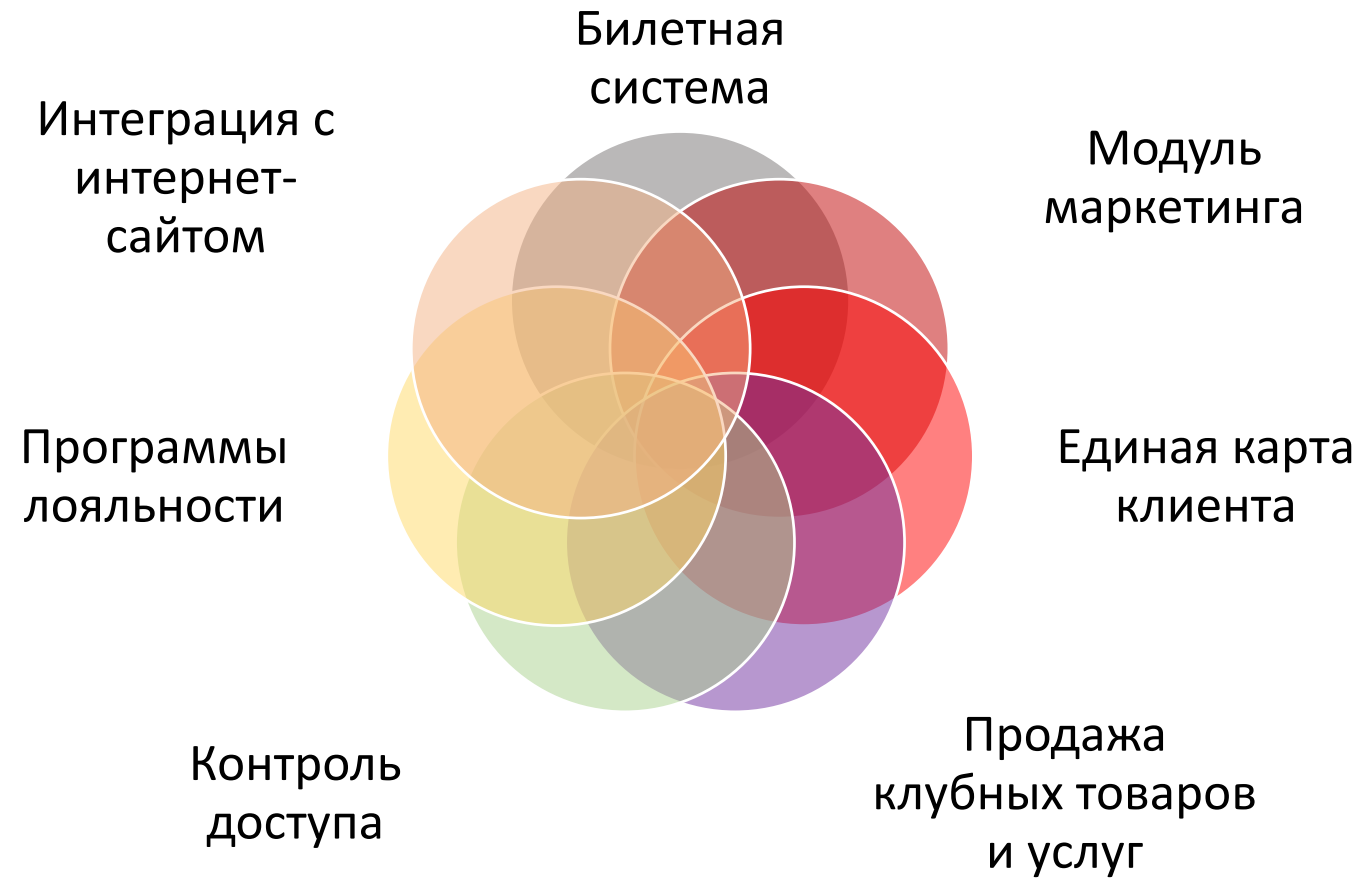 Билетная
система
Модуль
маркетинга
Единая карта
клиента
Продажа
клубных товаров
и услуг
Контроль
доступа
Программы
лояльности
Интеграция с
интернет-
сайтом